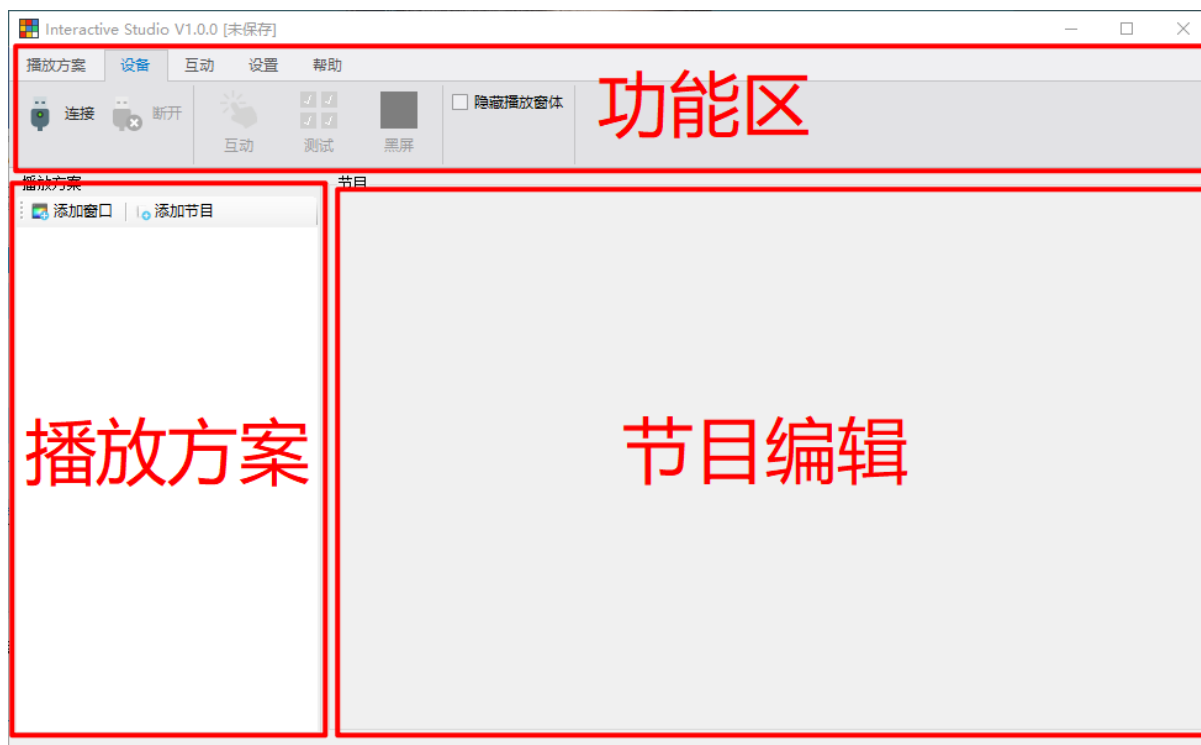 Interactive Studio V1.0.0 [未保存]
播放方案 设备 互动 设置 帮助
连接 断开 互动 测试 黑屏 隐藏播放窗体
功能区
播放方案 节目
添加窗口 添加节目
播放方案 节目编辑